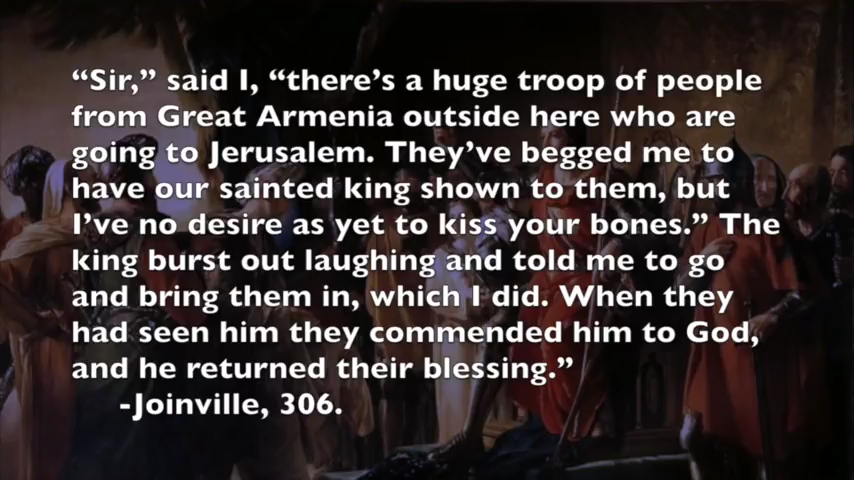 “Sir,” said I, “there’s a huge troop of people
from Great Armenia outside here who are
going to Jerusalem. They’ve begged me to
have our sainted king shown to them, but
I’ve no desire as yet to kiss your bones.” The
king burst out laughing and told me to go
and bring them in, which I did. When they
had seen him they commended him to God,
and he returned their blessing.”
-Joinville, 306.